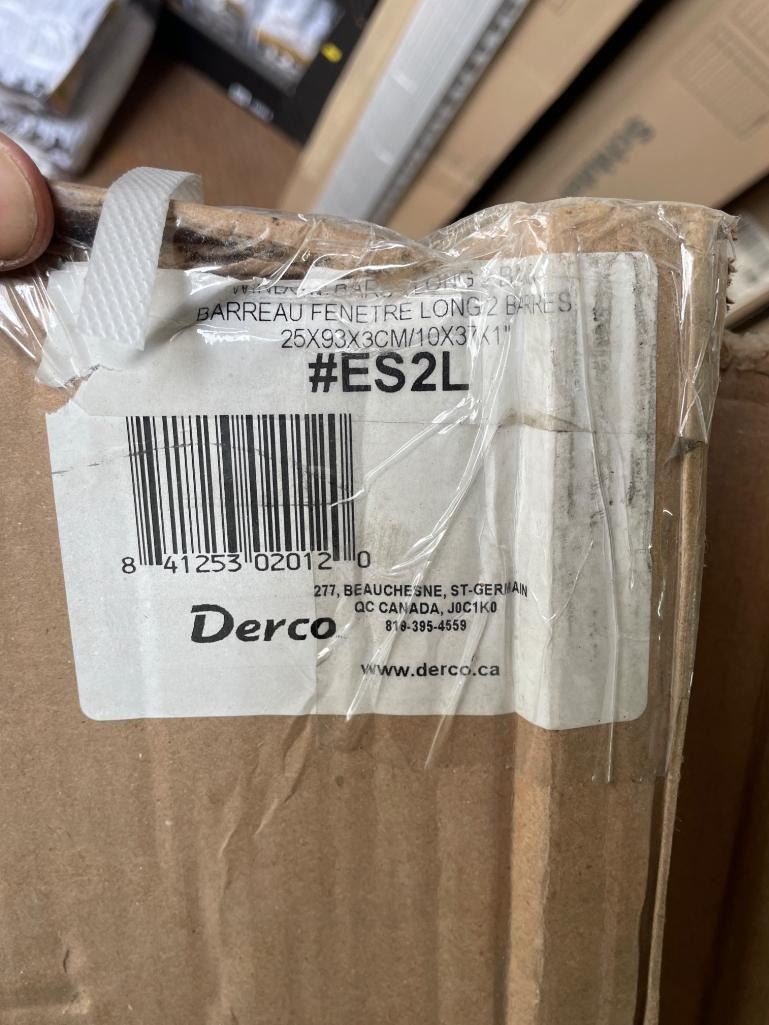 BARREAU FENETRE LONG 2 BARRES
25X93X3CM/10X37X1"
#ES2L
8 41253 02012 0
277, BEAUCHESNE, ST-GERMAIN
QC CANADA, J0C1K0
819-395-4559
Derco
www.derco.ca